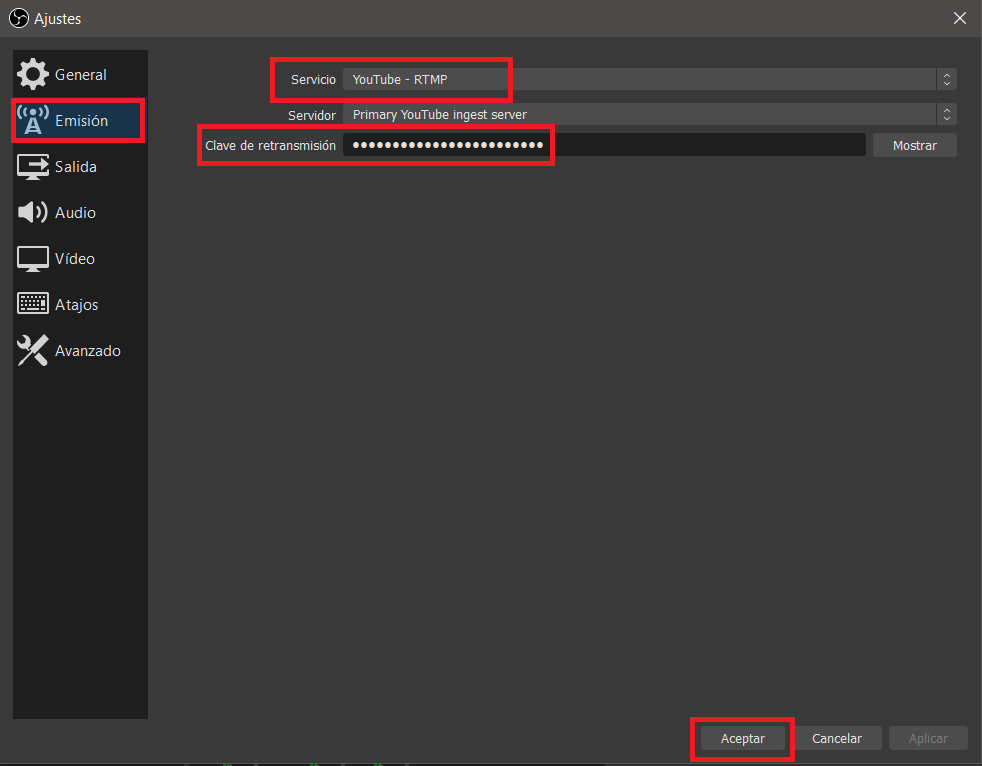 Ajustes
General
Emisión
Salida
Audio
Vídeo
Atajos
Avanzado
Servicio YouTube - RTMP
Servidor Primary YouTube ingest server
Clave de retransmisión ●●●●●●●●●●●●●●●●●●●●●●●● Mostrar
Aceptar Cancelar Aplicar